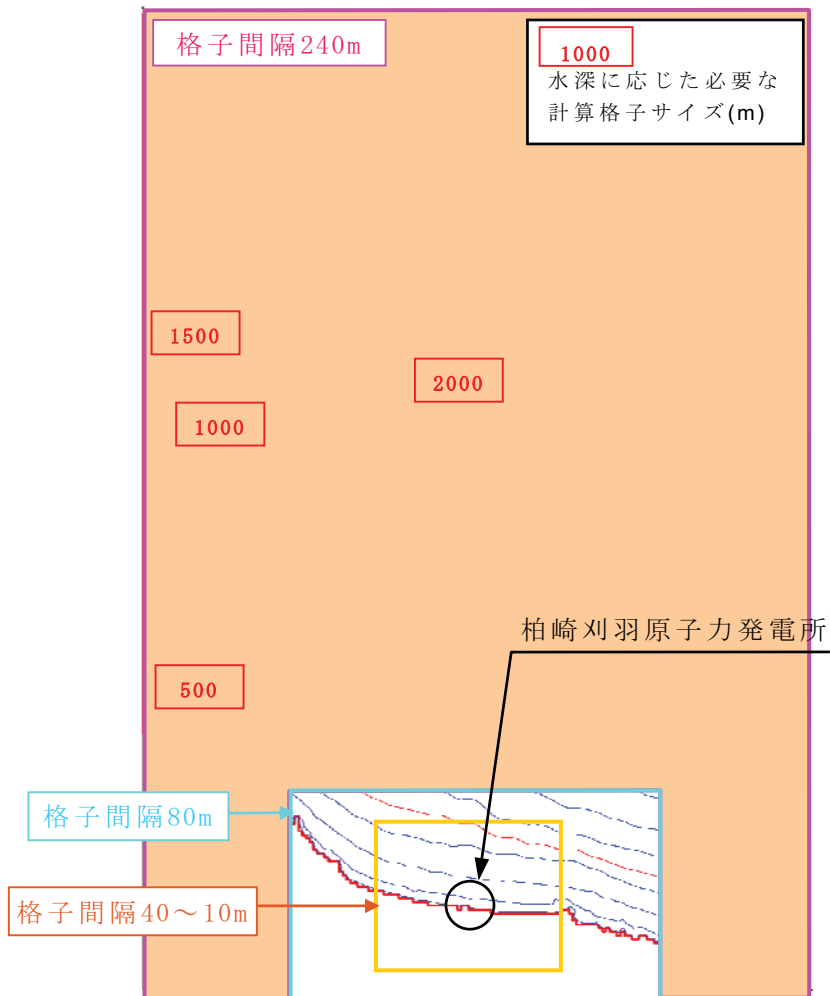 格子間隔240m
1000
水深に応じた必要な
計算格子サイズ(m)
1500
2000
1000
柏崎刈羽原子力発電所
500
格子間隔80m
格子間隔40～10m